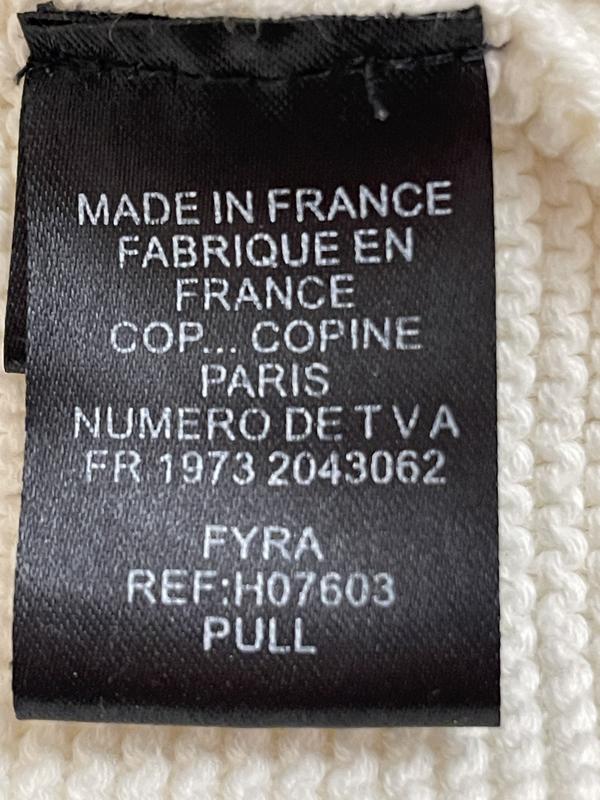 MADE IN FRANCE
FABRIQUE EN
FRANCE
COP... COPINE
PARIS
NUMERO DE T V A
FR 1973 2043062
FYRA
REF:H07603
PULL